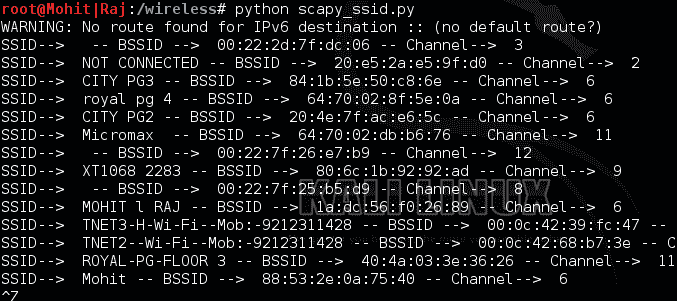 root@Mohit|Raj:/wireless# python scapy_ssid.py
WARNING: No route found for IPv6 destination :: (no default route?)
SSID-->   -- BSSID --> 00:22:2d:7f:dc:06 -- Channel--> 3
SSID--> NOT CONNECTED -- BSSID --> 20:e5:2a:e5:9f:d0 -- Channel--> 2
SSID--> CITY PG3 -- BSSID --> 84:1b:5e:50:c8:6e -- Channel--> 6
SSID--> royal pg 4 -- BSSID --> 64:70:02:8f:5e:0a -- Channel--> 6
SSID--> CITY PG2 -- BSSID --> 20:4e:7f:ac:e6:5c -- Channel--> 6
SSID--> Micromax  -- BSSID --> 64:70:02:db:b6:76 -- Channel--> 11
SSID-->   -- BSSID --> 00:22:7f:26:e7:b9 -- Channel--> 12
SSID--> XT1068 2283 -- BSSID --> 80:6c:1b:92:92:ad -- Channel--> 9
SSID-->   -- BSSID --> 00:22:7f:25:b5:d9 -- Channel--> 8
KALI LINUX
SSID--> MOHIT l RAJ -- BSSID --> 1a:dc:56:f0:26:89 -- Channel--> 6
SSID--> TNET3-H-Wi-Fi--Mob:-9212311428 -- BSSID --> 00:0c:42:39:fc:47 --
SSID--> TNET2--Wi-Fi--Mob:-9212311428 -- BSSID --> 00:0c:42:68:b7:3e -- C
SSID--> ROYAL-PG-FLOOR 3 -- BSSID --> 40:4a:03:3e:36:26 -- Channel--> 11
SSID--> Mohit -- BSSID --> 88:53:2e:0a:75:40 -- Channel--> 6
^Z